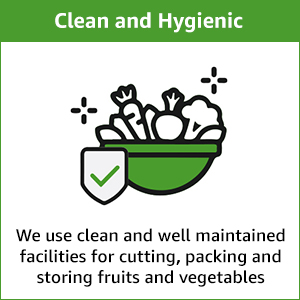 Clean and Hygienic
We use clean and well maintained
facilities for cutting, packing and
storing fruits and vegetables